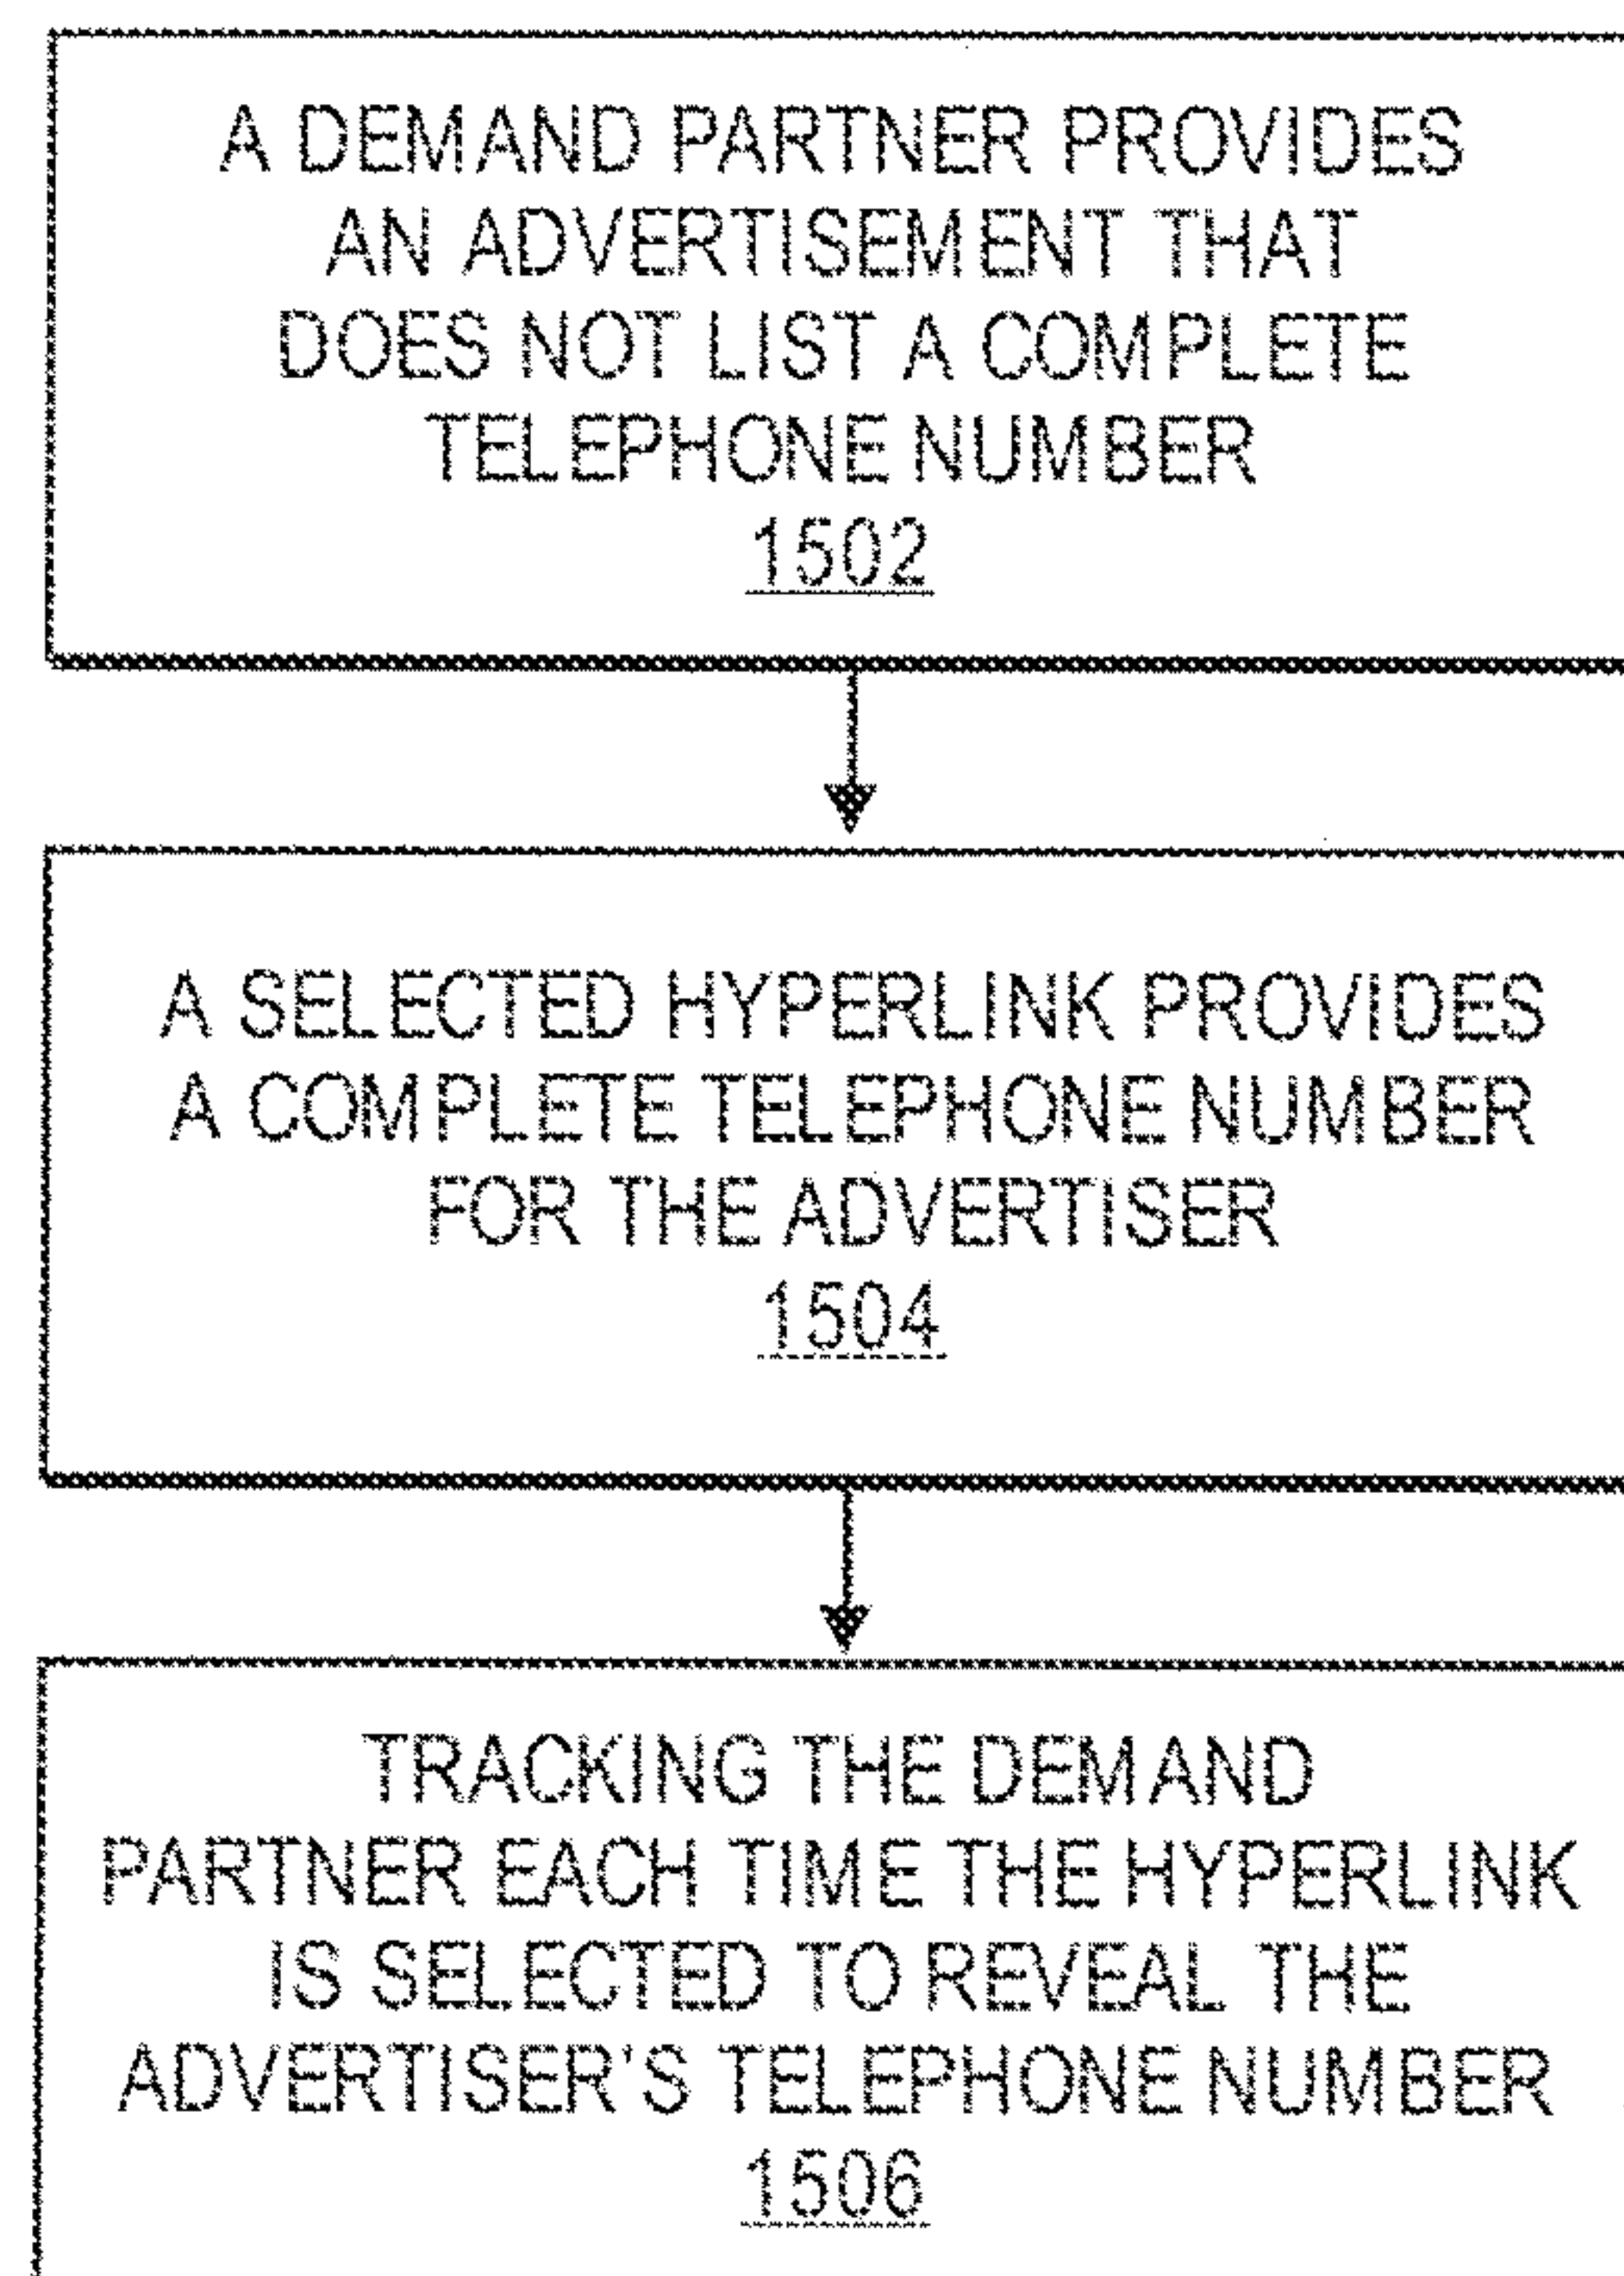 A DEMAND PARTNER PROVIDES
AN ADVERTISEMENT THAT
DOES NOT LIST A COMPLETE
TELEPHONE NUMBER
1502
A SELECTED HYPERLINK PROVIDES
A COMPLETE TELEPHONE NUMBER
FOR THE ADVERTISER
1504
TRACKING THE DEMAND
PARTNER EACH TIME THE HYPERLINK
IS SELECTED TO REVEAL THE
ADVERTISER'S TELEPHONE NUMBER
1506